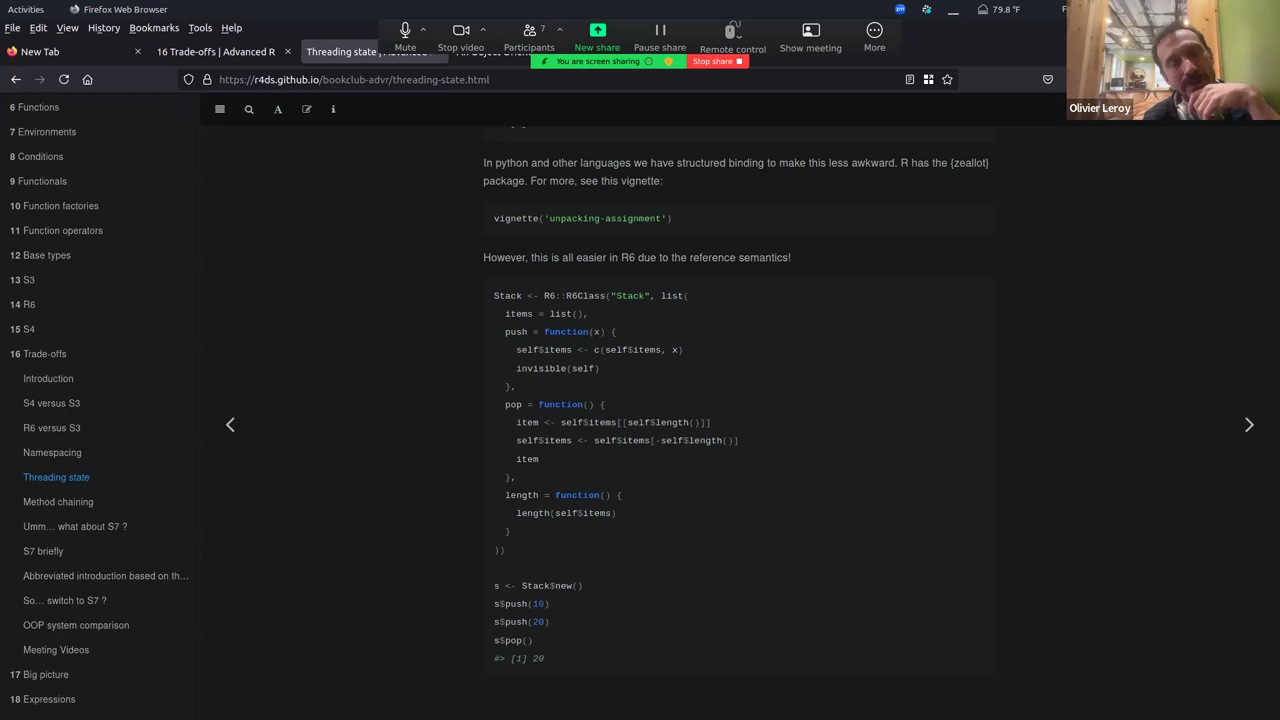 Activities
Firefox Web Browser
79.8 °F
File Edit View History Bookmarks Tools Help
7
Mute
Stop video
Participants
New share
Pause share
Remote control
Show meeting
More
New Tab
16 Trade-offs | Advanced R
Threading state
You are screen sharing
Stop share
https://r4ds.github.io/bookclub-advr/threading-state.html
Olivier Leroy
6 Functions
7 Environments
8 Conditions
9 Functionals
10 Function factories
11 Function operators
12 Base types
13 S3
14 R6
15 S4
16 Trade-offs
Introduction
S4 versus S3
R6 versus S3
Namespacing
Threading state
Method chaining
Umm… what about S7 ?
S7 briefly
Abbreviated introduction based on th…
So… switch to S7 ?
OOP system comparison
Meeting Videos
17 Big picture
18 Expressions
In python and other languages we have structured binding to make this less awkward. R has the {zeallot}
package. For more, see this vignette:
vignette('unpacking-assignment')
However, this is all easier in R6 due to the reference semantics!
Stack <- R6::R6Class("Stack", list(
items = list(),
push = function(x) {
self$items <- c(self$items, x)
invisible(self)
},
pop = function() {
item <- self$items[[self$length()]]
self$items <- self$items[-self$length()]
item
},
length = function() {
length(self$items)
}
))
s <- Stack$new()
s$push(10)
s$push(20)
s$pop()
#> [1] 20